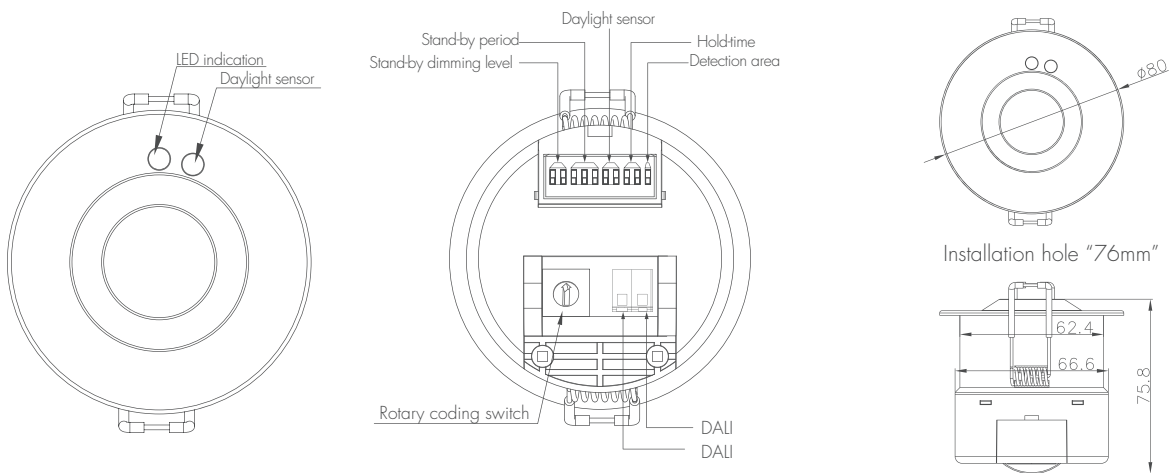 LED indication
Daylight sensor
Daylight sensor
Stand-by period
Hold-time
Stand-by dimming level
Detection area
Rotary coding switch
DALI
DALI
ø80
Installation hole “76mm”
62.4
66.6
75.8